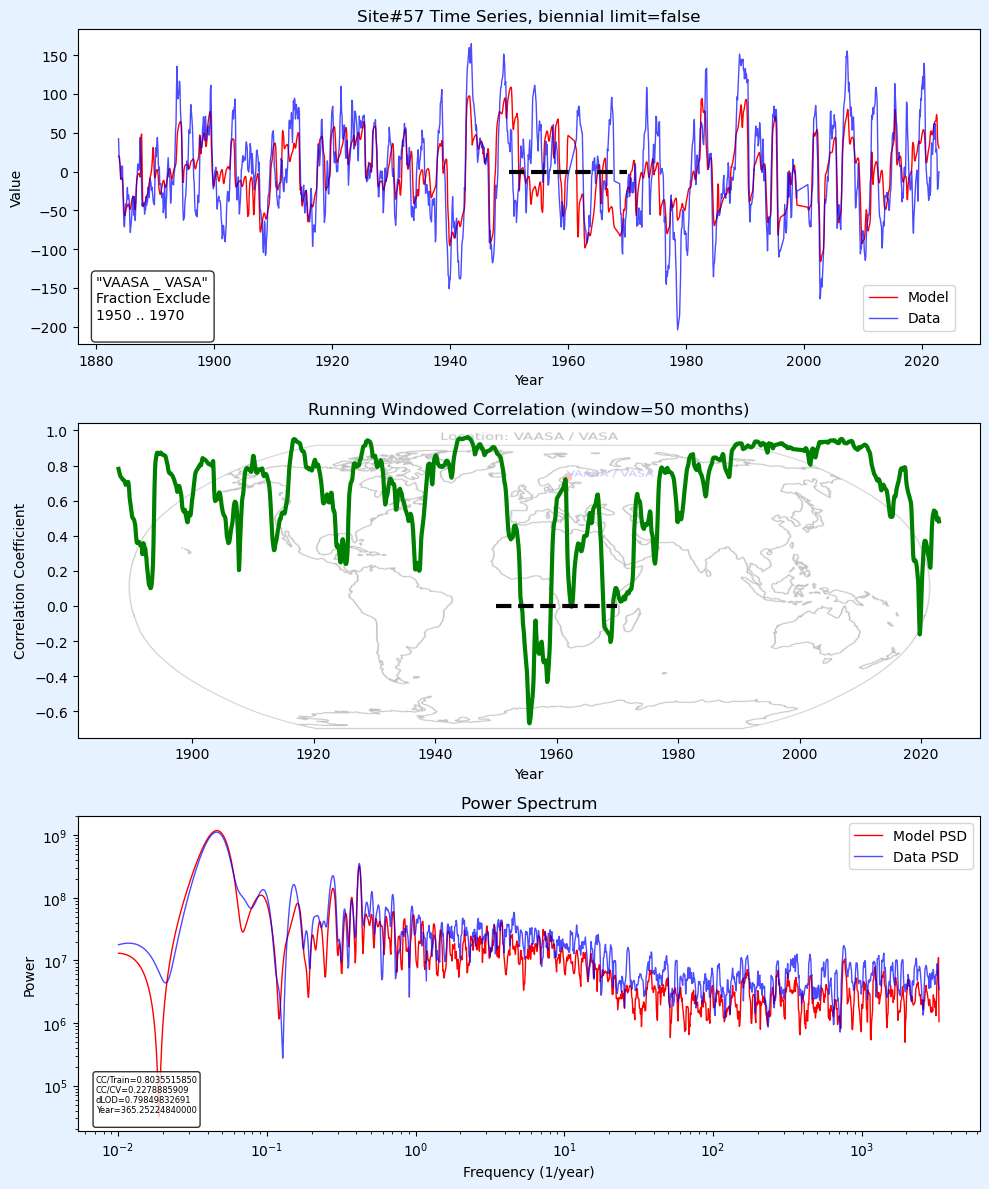 Site#57 Time Series, biennial limit=false
Value
150
100
50
0
−50
−100
−150
−200
"VAASA _ VASA"
Fraction Exclude
1950 .. 1970
Model
Data
1880
1900
1920
1940
1960
1980
2000
2020
Year
Running Windowed Correlation (window=50 months)
Location: VAASA / VASA
VAASA / VASA
Correlation Coefficient
1.0
0.8
0.6
0.4
0.2
0.0
−0.2
−0.4
−0.6
1900
1920
1940
1960
1980
2000
2020
Year
Power Spectrum
Model PSD
Data PSD
Power
10^9
10^8
10^7
10^6
10^5
CC/Train=0.8035515850
CC/CV=0.2278885909
dLOD=0.79849832691
Year=365.25224840000
10^−2
10^−1
10^0
10^1
10^2
10^3
Frequency (1/year)